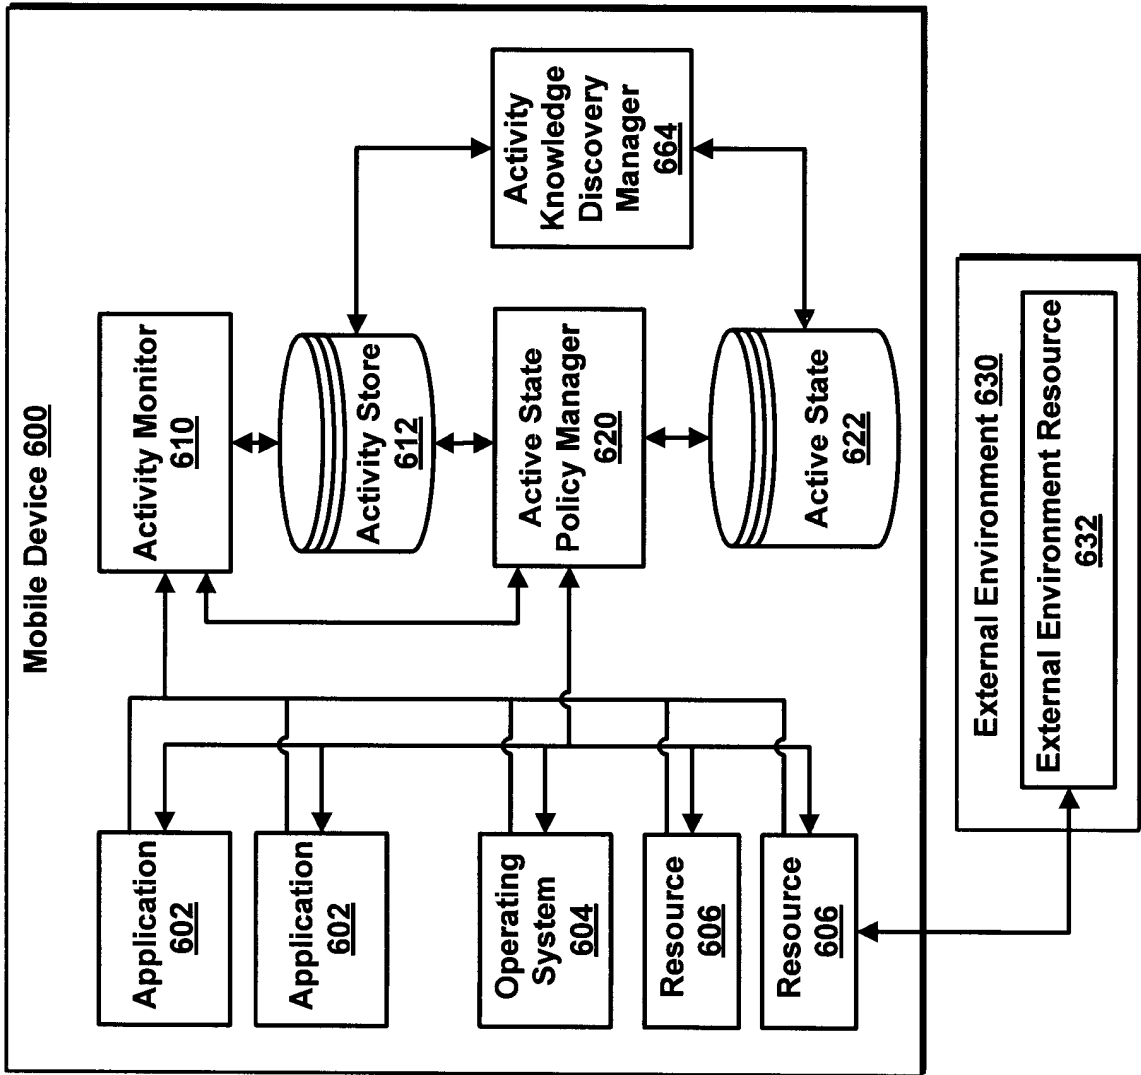 Mobile Device 600
Application
602
Application
602
Operating
System
604
Resource
606
Resource
606
Activity Monitor
610
Activity Store
612
Active State
Policy Manager
620
Active State
622
Activity
Knowledge
Discovery
Manager
664
External Environment 630
External Environment Resource
632